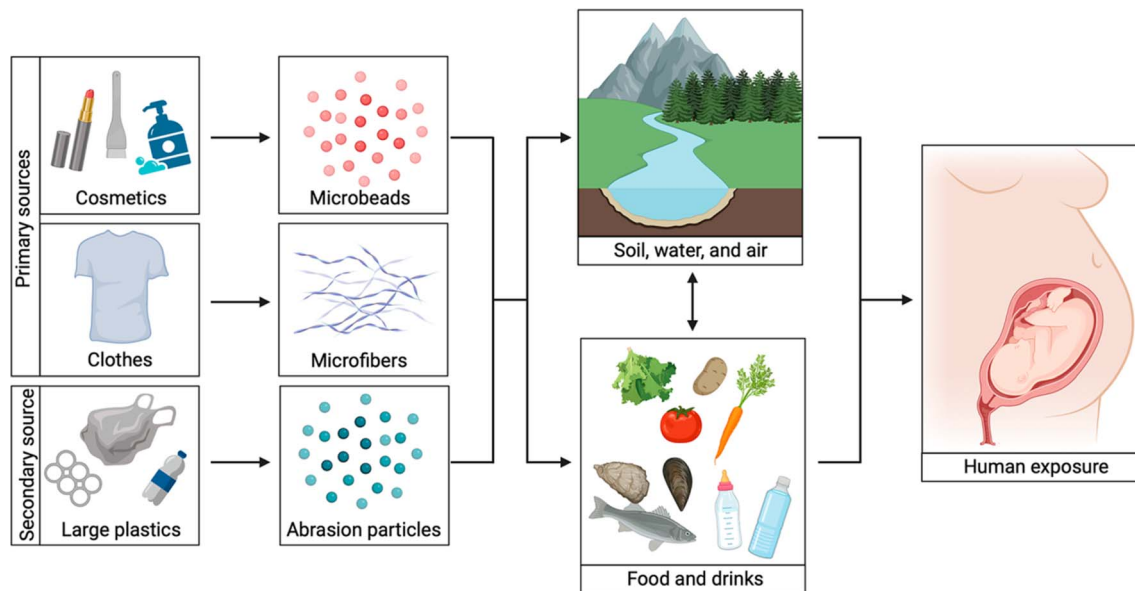 Primary sources
Cosmetics
Microbeads
Clothes
Microfibers
Secondary source
Large plastics
Abrasion particles
Soil, water, and air
Food and drinks
Human exposure